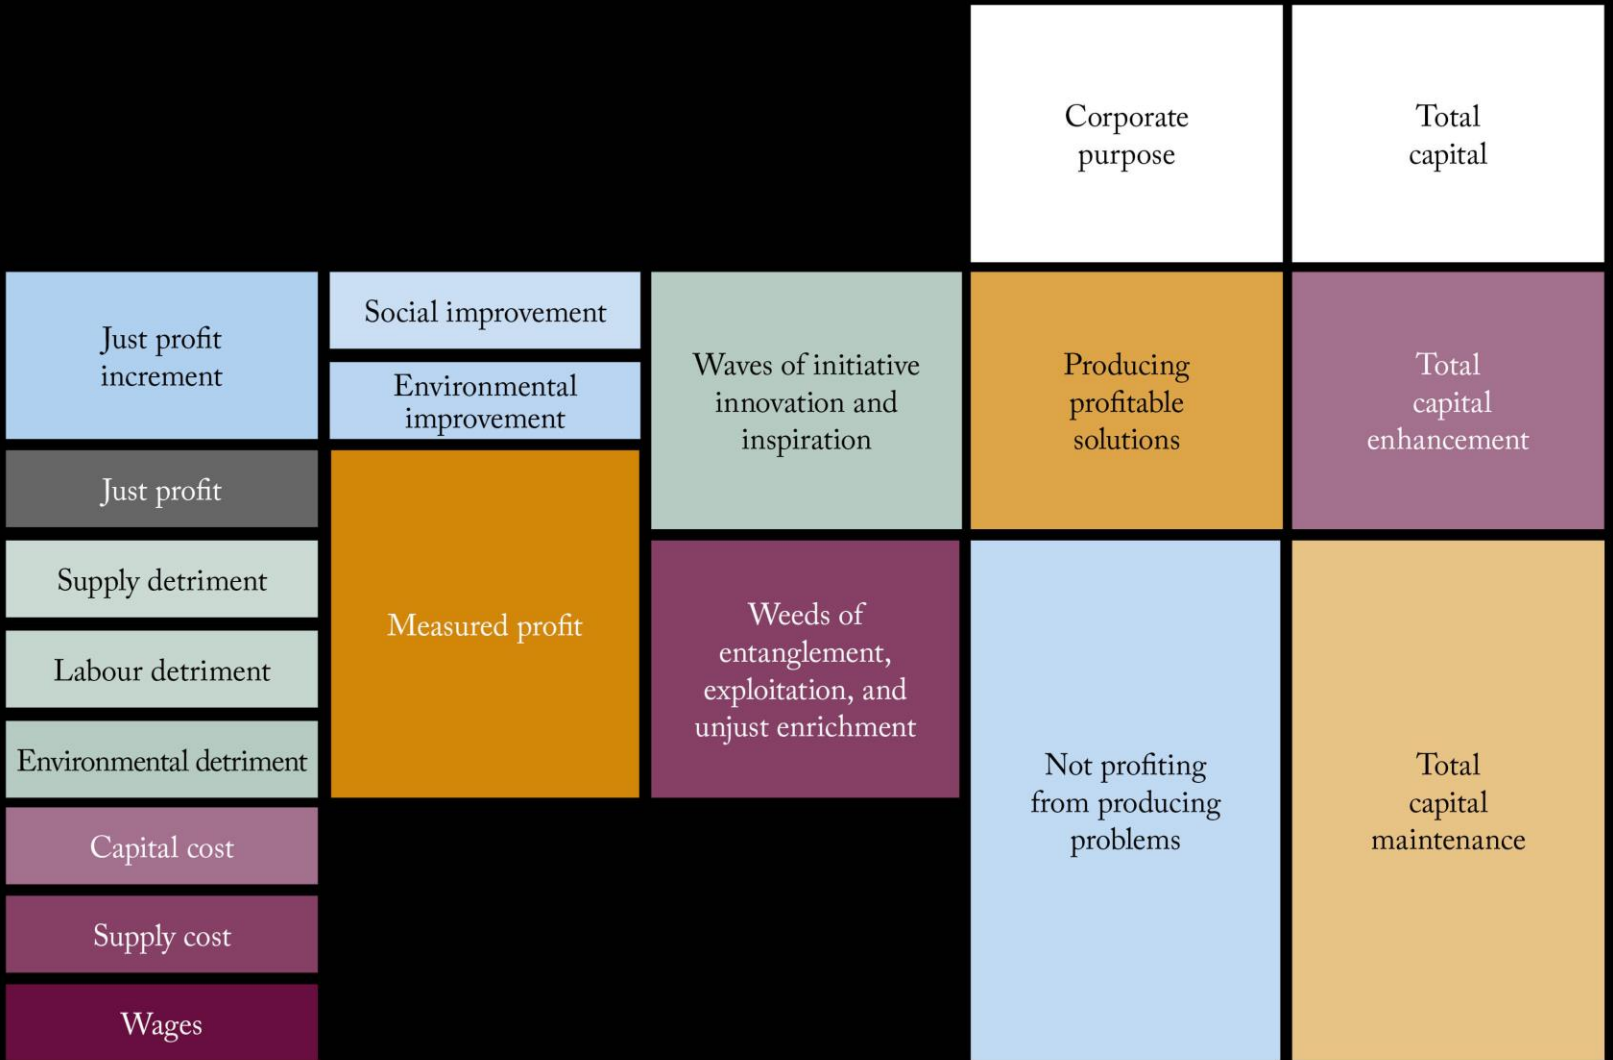 Corporate
purpose
Total
capital
Just profit
increment
Social improvement
Environmental
improvement
Waves of initiative
innovation and
inspiration
Producing
profitable
solutions
Total
capital
enhancement
Just profit
Measured profit
Supply detriment
Labour detriment
Environmental detriment
Weeds of
entanglement,
exploitation, and
unjust enrichment
Not profiting
from producing
problems
Total
capital
maintenance
Capital cost
Supply cost
Wages